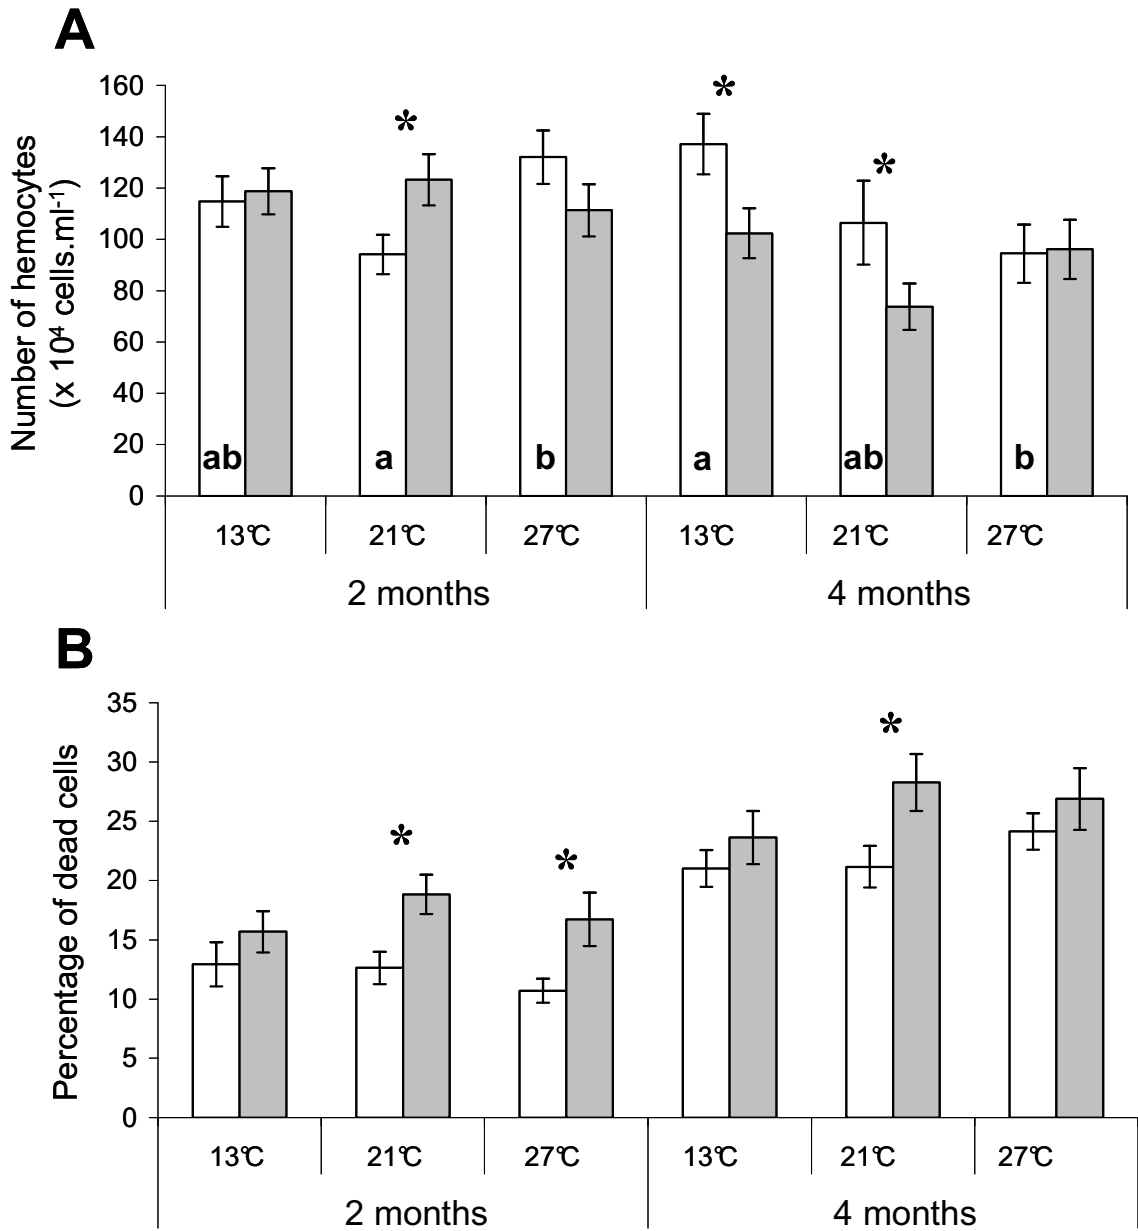 A
Number of hemocytes
(x 10⁴ cells.ml⁻¹)
160
140
120
100
80
60
40
20
0
*
*
*
ab
a
b
a
ab
b
13°C
21°C
27°C
13°C
21°C
27°C
2 months
4 months
B
Percentage of dead cells
35
30
25
20
15
10
5
0
*
*
*
13°C
21°C
27°C
13°C
21°C
27°C
2 months
4 months